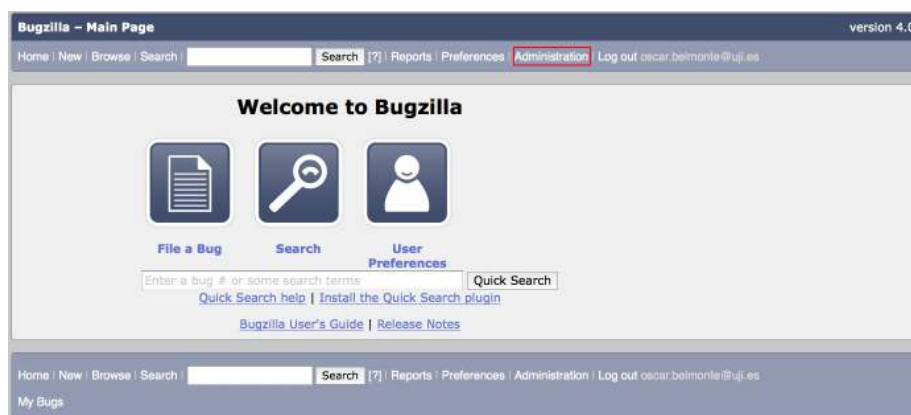 Bugzilla – Main Page version 4.0
Home | New | Browse | Search | Search [?] | Reports | Preferences | Administration Log out oscar.belmonte@uji.es
Welcome to Bugzilla
File a Bug Search User Preferences
Enter a bug # or some search terms Quick Search
Quick Search help | Install the Quick Search plugin
Bugzilla User's Guide | Release Notes
Home | New | Browse | Search | Search [?] | Reports | Preferences | Administration | Log out oscar.belmonte@uji.es
My Bugs